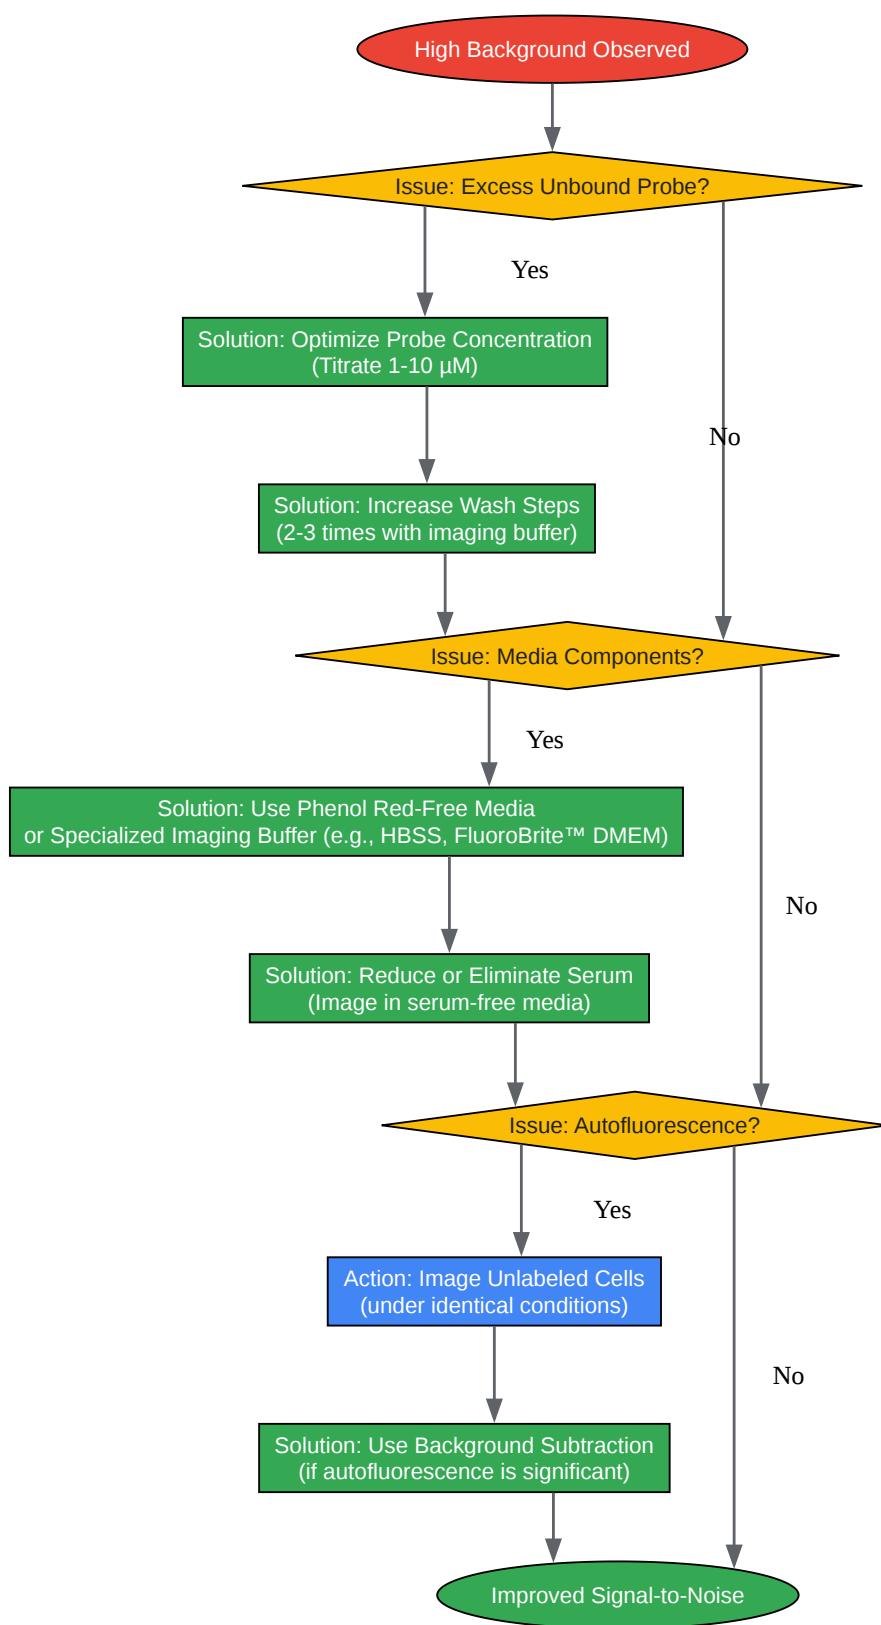 High Background Observed
Issue: Excess Unbound Probe?
Yes
Solution: Optimize Probe Concentration
(Titrate 1-10 µM)
No
Solution: Increase Wash Steps
(2-3 times with imaging buffer)
Issue: Media Components?
Yes
Solution: Use Phenol Red-Free Media
or Specialized Imaging Buffer (e.g., HBSS, FluoroBrite™ DMEM)
No
Solution: Reduce or Eliminate Serum
(Image in serum-free media)
Issue: Autofluorescence?
Yes
Action: Image Unlabeled Cells
(under identical conditions)
No
Solution: Use Background Subtraction
(if autofluorescence is significant)
Improved Signal-to-Noise